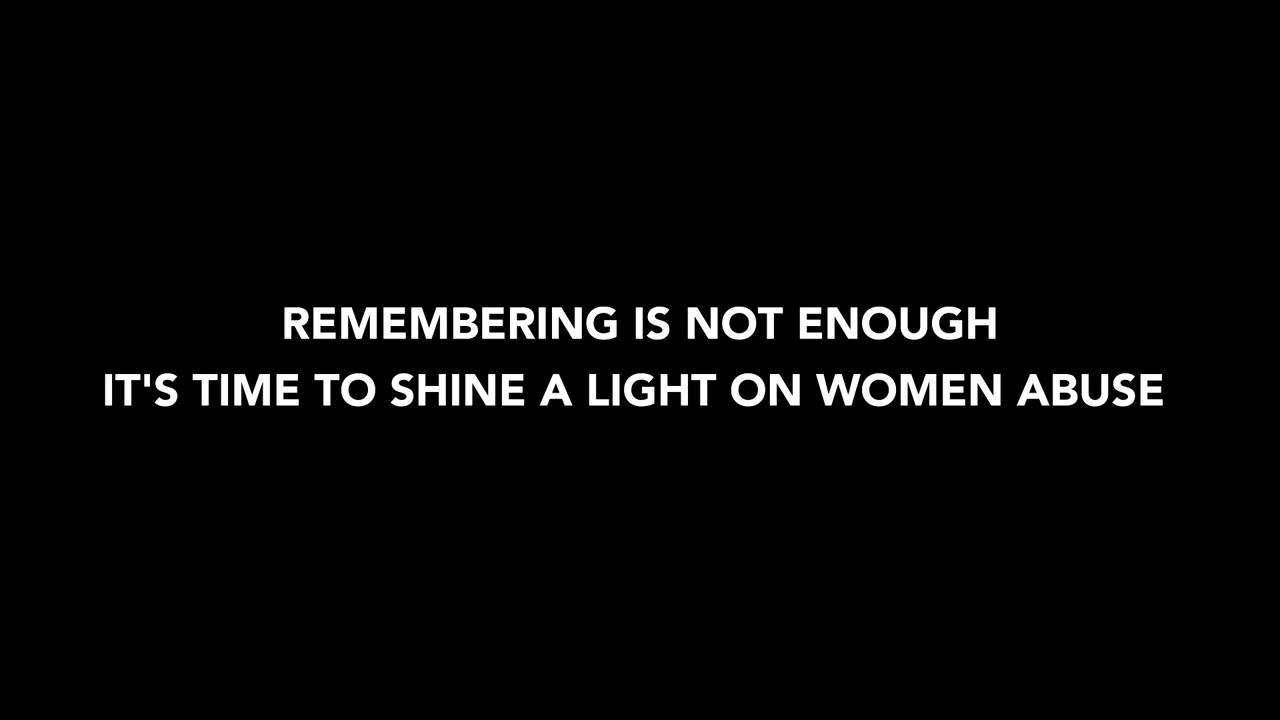 REMEMBERING IS NOT ENOUGH
IT'S TIME TO SHINE A LIGHT ON WOMEN ABUSE